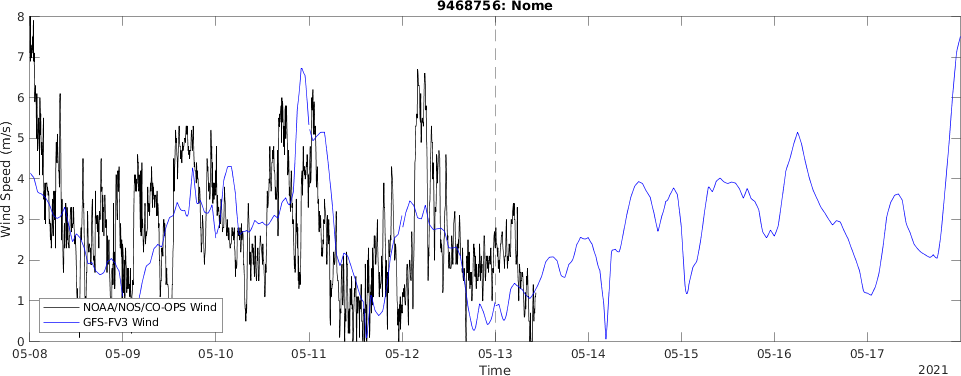 9468756: Nome
8
7
6
5
4
3
2
1
0
Wind Speed (m/s)
NOAA/NOS/CO-OPS Wind
GFS-FV3 Wind
05-08 05-09 05-10 05-11 05-12 05-13 05-14 05-15 05-16 05-17
Time
2021